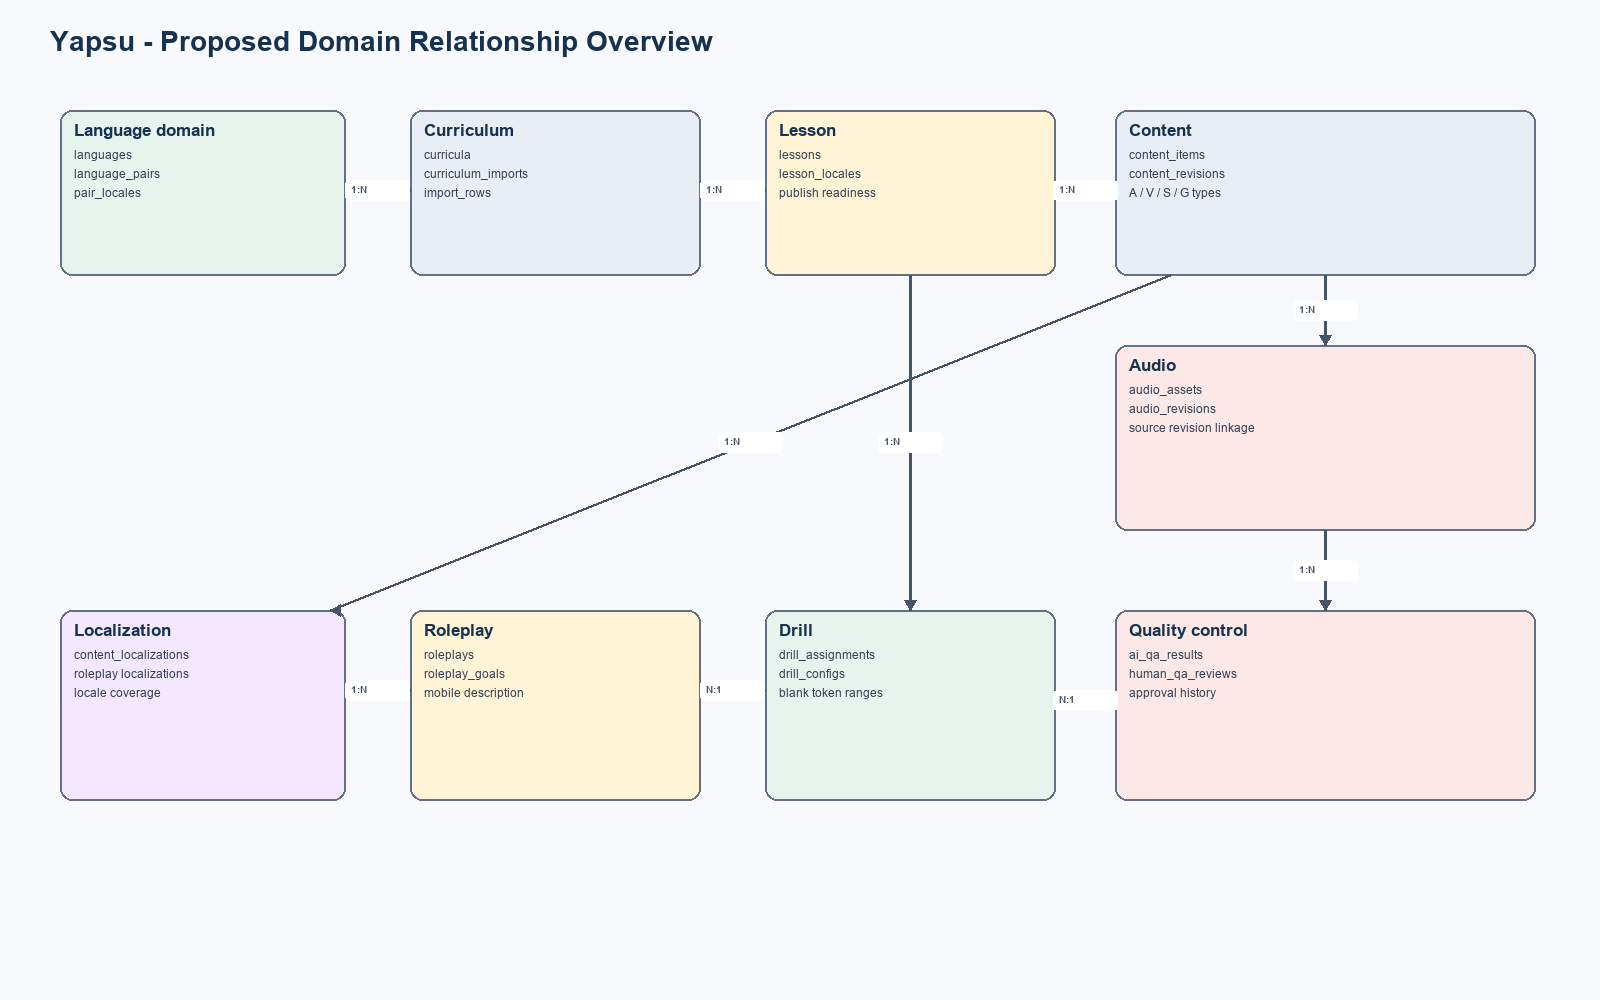 Yapsu - Proposed Domain Relationship Overview
Language domain
languages
language_pairs
pair_locales
1:N
Curriculum
curricula
curriculum_imports
import_rows
1:N
Lesson
lessons
lesson_locales
publish readiness
1:N
Content
content_items
content_revisions
A / V / S / G types
1:N
Audio
audio_assets
audio_revisions
source revision linkage
1:N
1:N
1:N
Localization
content_localizations
roleplay localizations
locale coverage
1:N
Roleplay
roleplays
roleplay_goals
mobile description
N:1
Drill
drill_assignments
drill_configs
blank token ranges
N:1
Quality control
ai_qa_results
human_qa_reviews
approval history